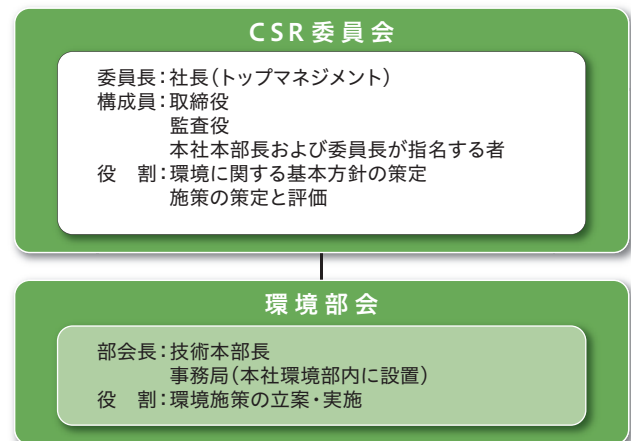 CSR委員会
委員長：社長（トップマネジメント）
構成員：取締役
監査役
本社本部長および委員長が指名する者
役　割：環境に関する基本方針の策定
施策の策定と評価
環境部会
部会長：技術本部長
事務局（本社環境部内に設置）
役　割：環境施策の立案・実施